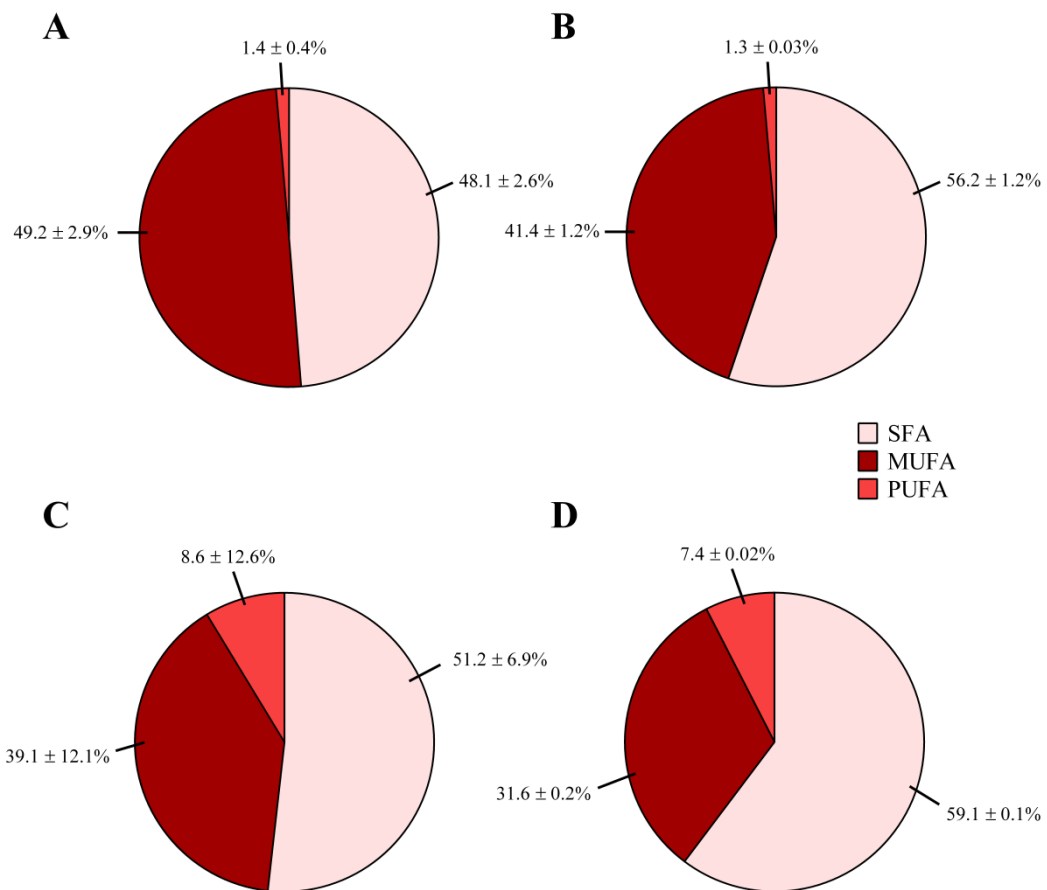 A
B
1.4 ± 0.4%
1.3 ± 0.03%
48.1 ± 2.6%
56.2 ± 1.2%
49.2 ± 2.9%
41.4 ± 1.2%
SFA
MUFA
PUFA
C
D
8.6 ± 12.6%
7.4 ± 0.02%
51.2 ± 6.9%
39.1 ± 12.1%
31.6 ± 0.2%
59.1 ± 0.1%